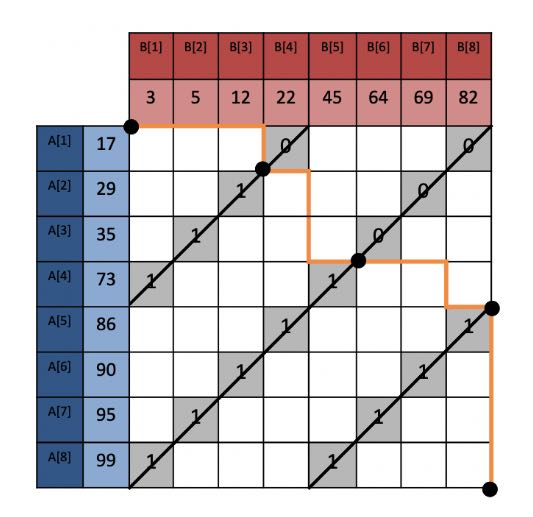 B[1] B[2] B[3] B[4] B[5] B[6] B[7] B[8]
3 5 12 22 45 64 69 82
A[1] 17 0 0
A[2] 29 1 0
A[3] 35 1 0
A[4] 73 1 1
A[5] 86 1 1
A[6] 90 1 1
A[7] 95 1 1
A[8] 99 1 1